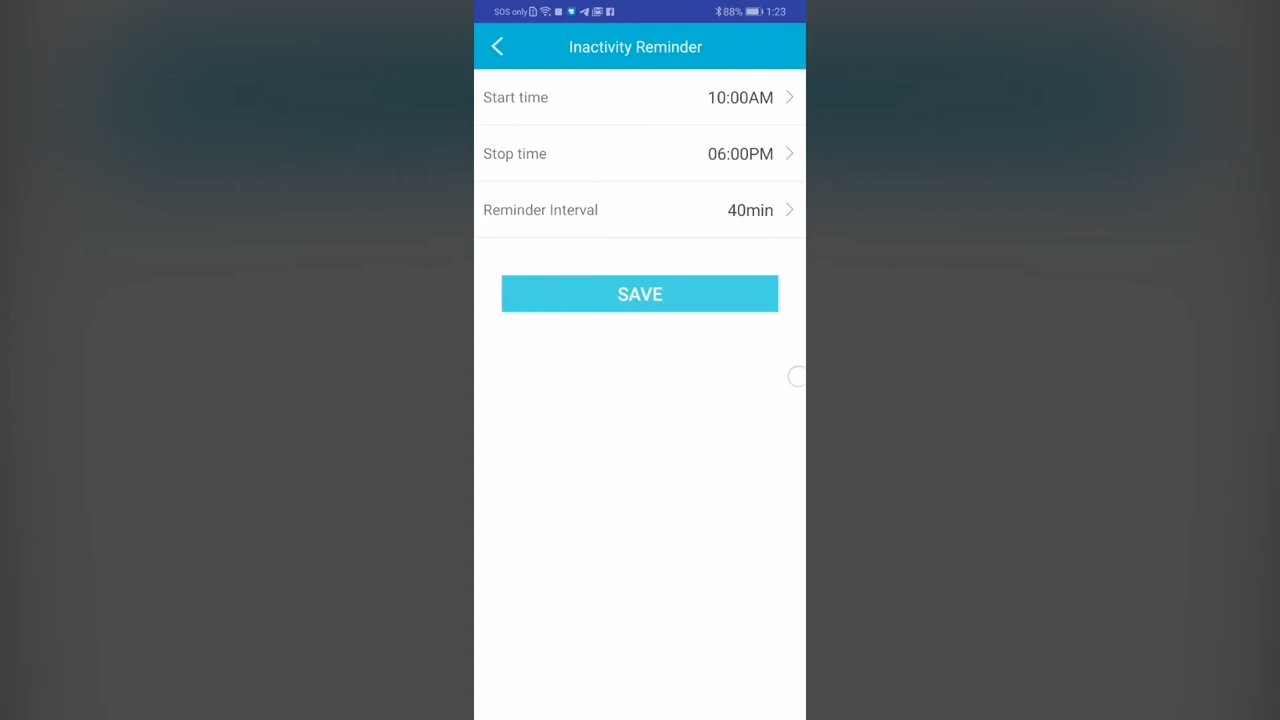 SOS only 88% 1:23
Inactivity Reminder
Start time 10:00AM
Stop time 06:00PM
Reminder Interval 40min
SAVE